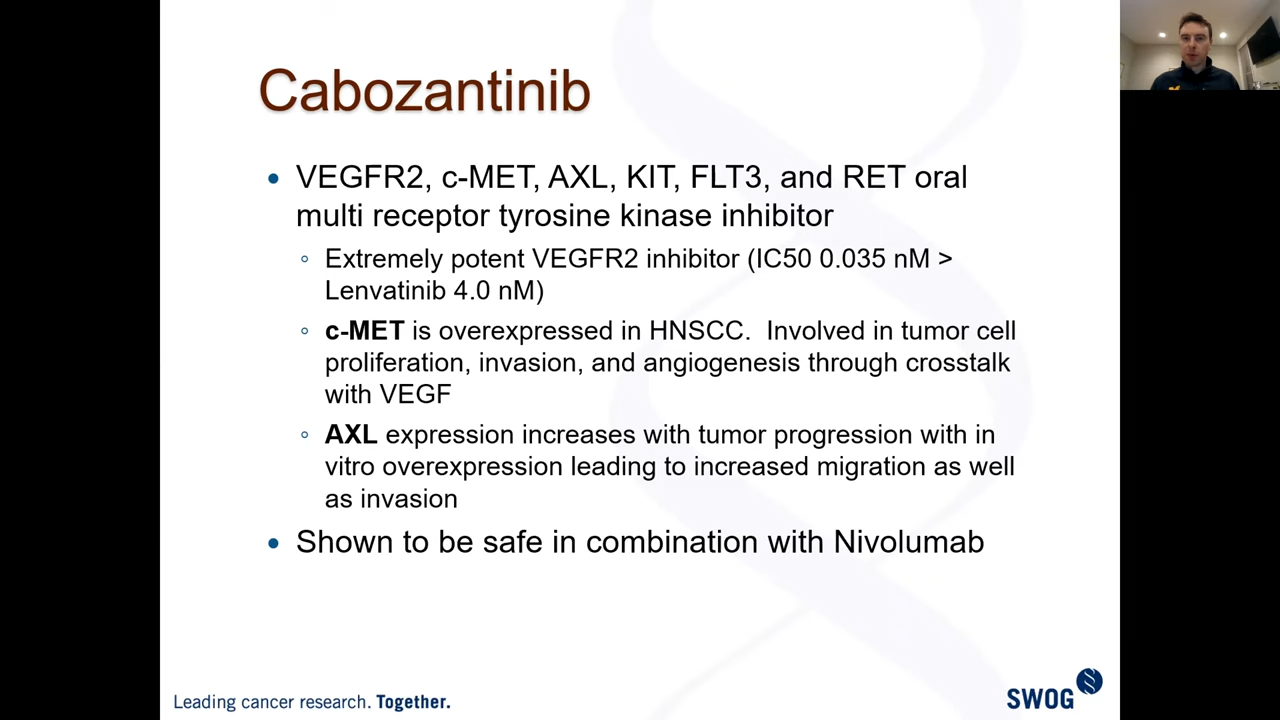 Cabozantinib
• VEGFR2, c-MET, AXL, KIT, FLT3, and RET oral
multi receptor tyrosine kinase inhibitor
◦ Extremely potent VEGFR2 inhibitor (IC50 0.035 nM >
Lenvatinib 4.0 nM)
◦ c-MET is overexpressed in HNSCC.  Involved in tumor cell
proliferation, invasion, and angiogenesis through crosstalk
with VEGF
◦ AXL expression increases with tumor progression with in
vitro overexpression leading to increased migration as well
as invasion
• Shown to be safe in combination with Nivolumab
Leading cancer research. Together.
SWOG